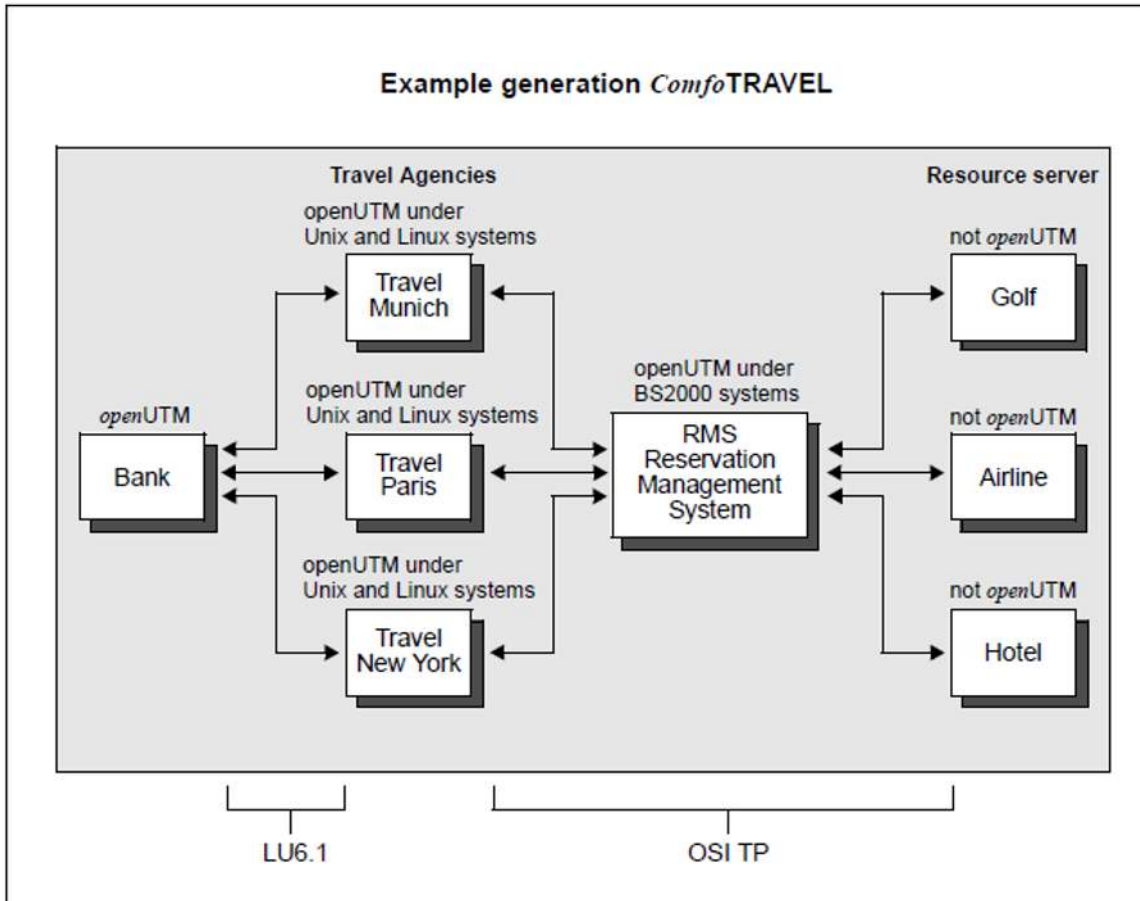 Example generation ComfoTRAVEL
Travel Agencies
Resource server
openUTM under
Unix and Linux systems
Travel
Munich
not openUTM
Golf
openUTM
Bank
openUTM under
Unix and Linux systems
Travel
Paris
openUTM under
BS2000 systems
RMS
Reservation
Management
System
not openUTM
Airline
openUTM under
Unix and Linux systems
Travel
New York
not openUTM
Hotel
LU6.1
OSI TP